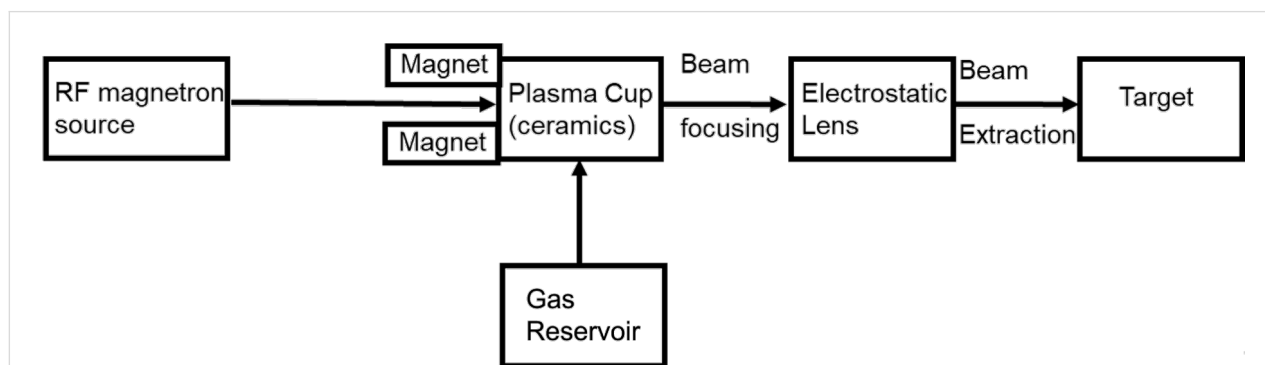 RF magnetron
source
Magnet
Magnet
Plasma Cup
(ceramics)
Beam
focusing
Electrostatic
Lens
Beam
Extraction
Target
Gas
Reservoir